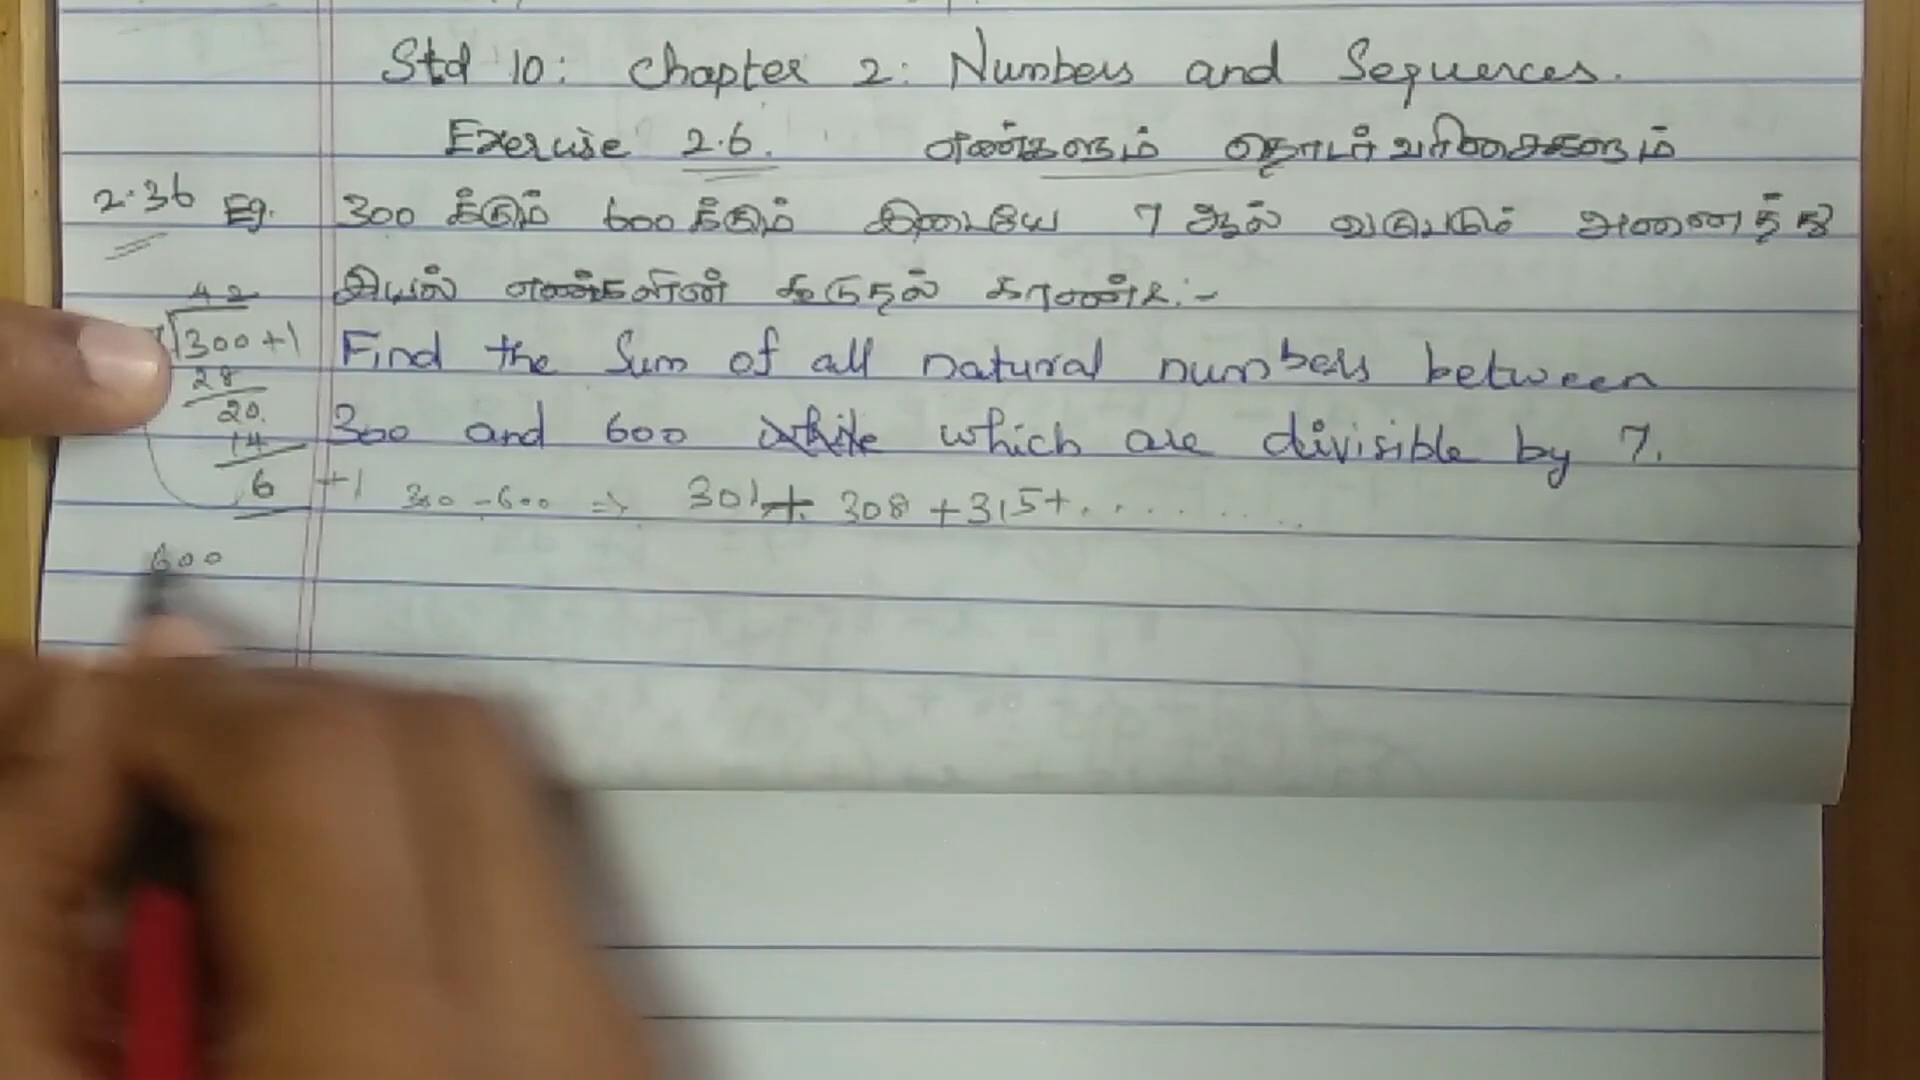 Std 10: Chapter 2: Numbers and Sequences.
Exercise 2.6. எண்களும் தொடர் வரிசைகளும்
2.36 Eg. 300 க்கும் 600 க்கும் இடையே 7 ஆல் வகுபடும் அனைத்து
இயல் எண்களின் கூடுதல் காண்க:-
Find the Sum of all natural numbers between
300 and 600 which are divisible by 7.
42
7 300+1
28
20.
14
6 +1 300 - 600 ⇒ 301 + 308 + 315+.........
600